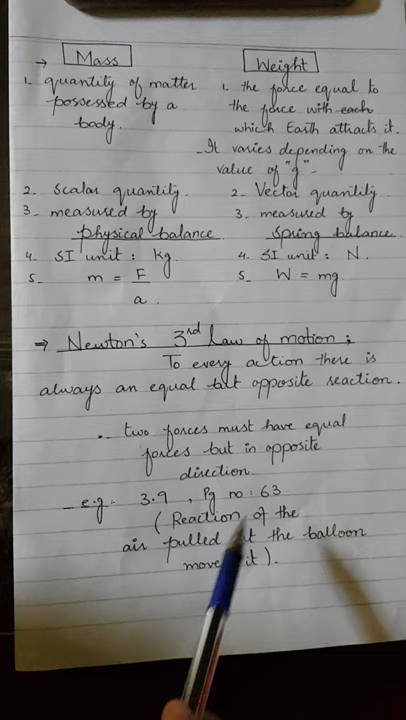 → Mass
1. quantity of matter
possessed by a
body.
2. Scalar quantity.
3. measured by
physical balance
4. SI unit : kg
5. m = F
a.
Weight
1. the force equal to
the force with each
which Earth attracts it.
- It varies depending on the
value of "g" -
2. Vector quantity
3. measured by
spring balance.
4. SI unit : N.
5. W = mg.
→ Newton's 3rd Law of motion ;
To every action there is
always an equal but opposite reaction.
two forces must have equal
forces but in opposite
direction.
- e.g. 3.9 , Pg no : 63
( Reaction of the
air pulled the balloon
it ).